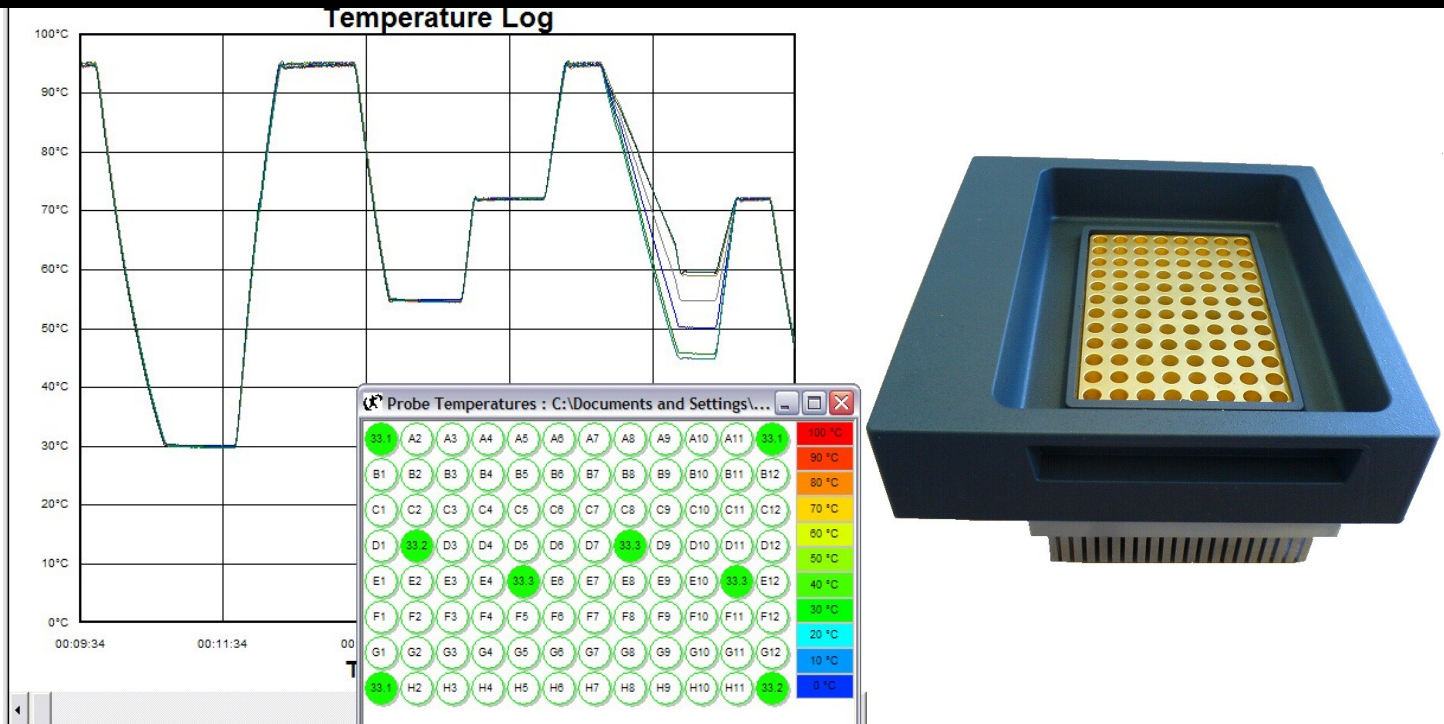 Temperature Log
100°C
90°C
80°C
70°C
60°C
50°C
40°C
30°C
20°C
10°C
0°C
00:09:34
00:11:34
00
T
Probe Temperatures : C:\Documents and Settings\...
33.1 A2 A3 A4 A5 A6 A7 A8 A9 A10 A11 33.1
B1 B2 B3 B4 B5 B6 B7 B8 B9 B10 B11 B12
C1 C2 C3 C4 C5 C6 C7 C8 C9 C10 C11 C12
D1 33.2 D3 D4 D5 D6 D7 33.3 D9 D10 D11 D12
E1 E2 E3 E4 33.3 E6 E7 E8 E9 E10 33.3 E12
F1 F2 F3 F4 F5 F6 F7 F8 F9 F10 F11 F12
G1 G2 G3 G4 G5 G6 G7 G8 G9 G10 G11 G12
33.1 H2 H3 H4 H5 H6 H7 H8 H9 H10 H11 33.2
100 °C
90 °C
80 °C
70 °C
60 °C
50 °C
40 °C
30 °C
20 °C
10 °C
0 °C